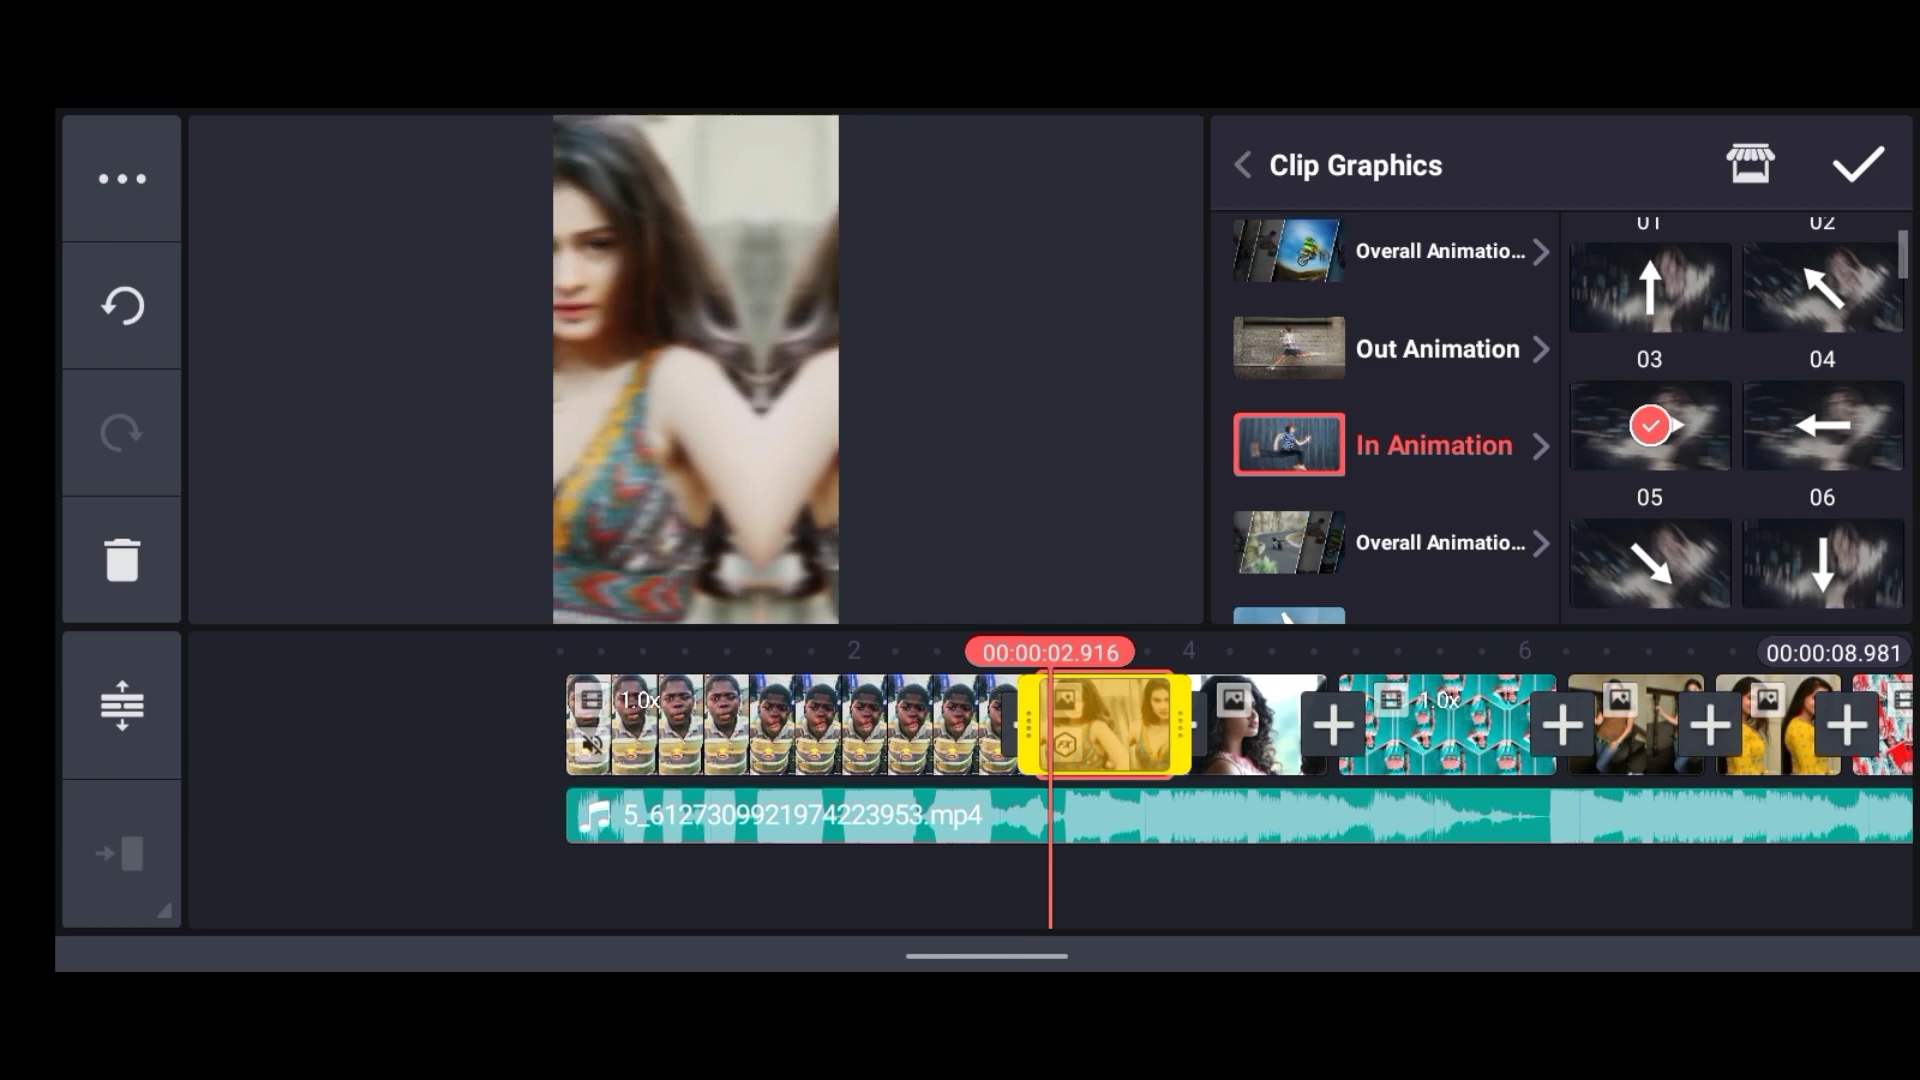 Clip Graphics
Overall Animatio...
Out Animation
In Animation
Overall Animatio...
01
02
03
04
05
06
2
00:00:02.916
4
6
00:00:08.981
1.0x
FX
1.0x
5_6127309921974223953.mp4